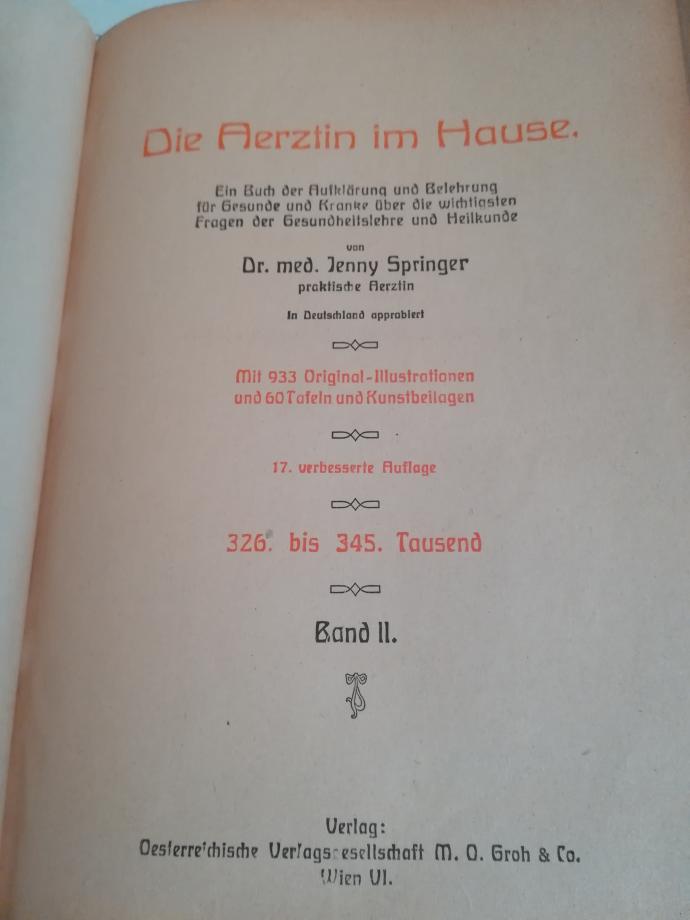 Die Aerztin im Hause.
Ein Buch der Aufklärung und Belehrung
für Gesunde und Kranke über die wichtigsten
Fragen der Gesundheitslehre und Heilkunde
von
Dr. med. Jenny Springer
praktische Aerztin
In Deutschland approbiert
Mit 933 Original-Illustrationen
und 60 Tafeln und Kunstbeilagen
17. verbesserte Auflage
326. bis 345. Tausend
Band II.
Verlag:
Oesterreichische Verlagsgesellschaft M. O. Groh & Co.
Wien VI.